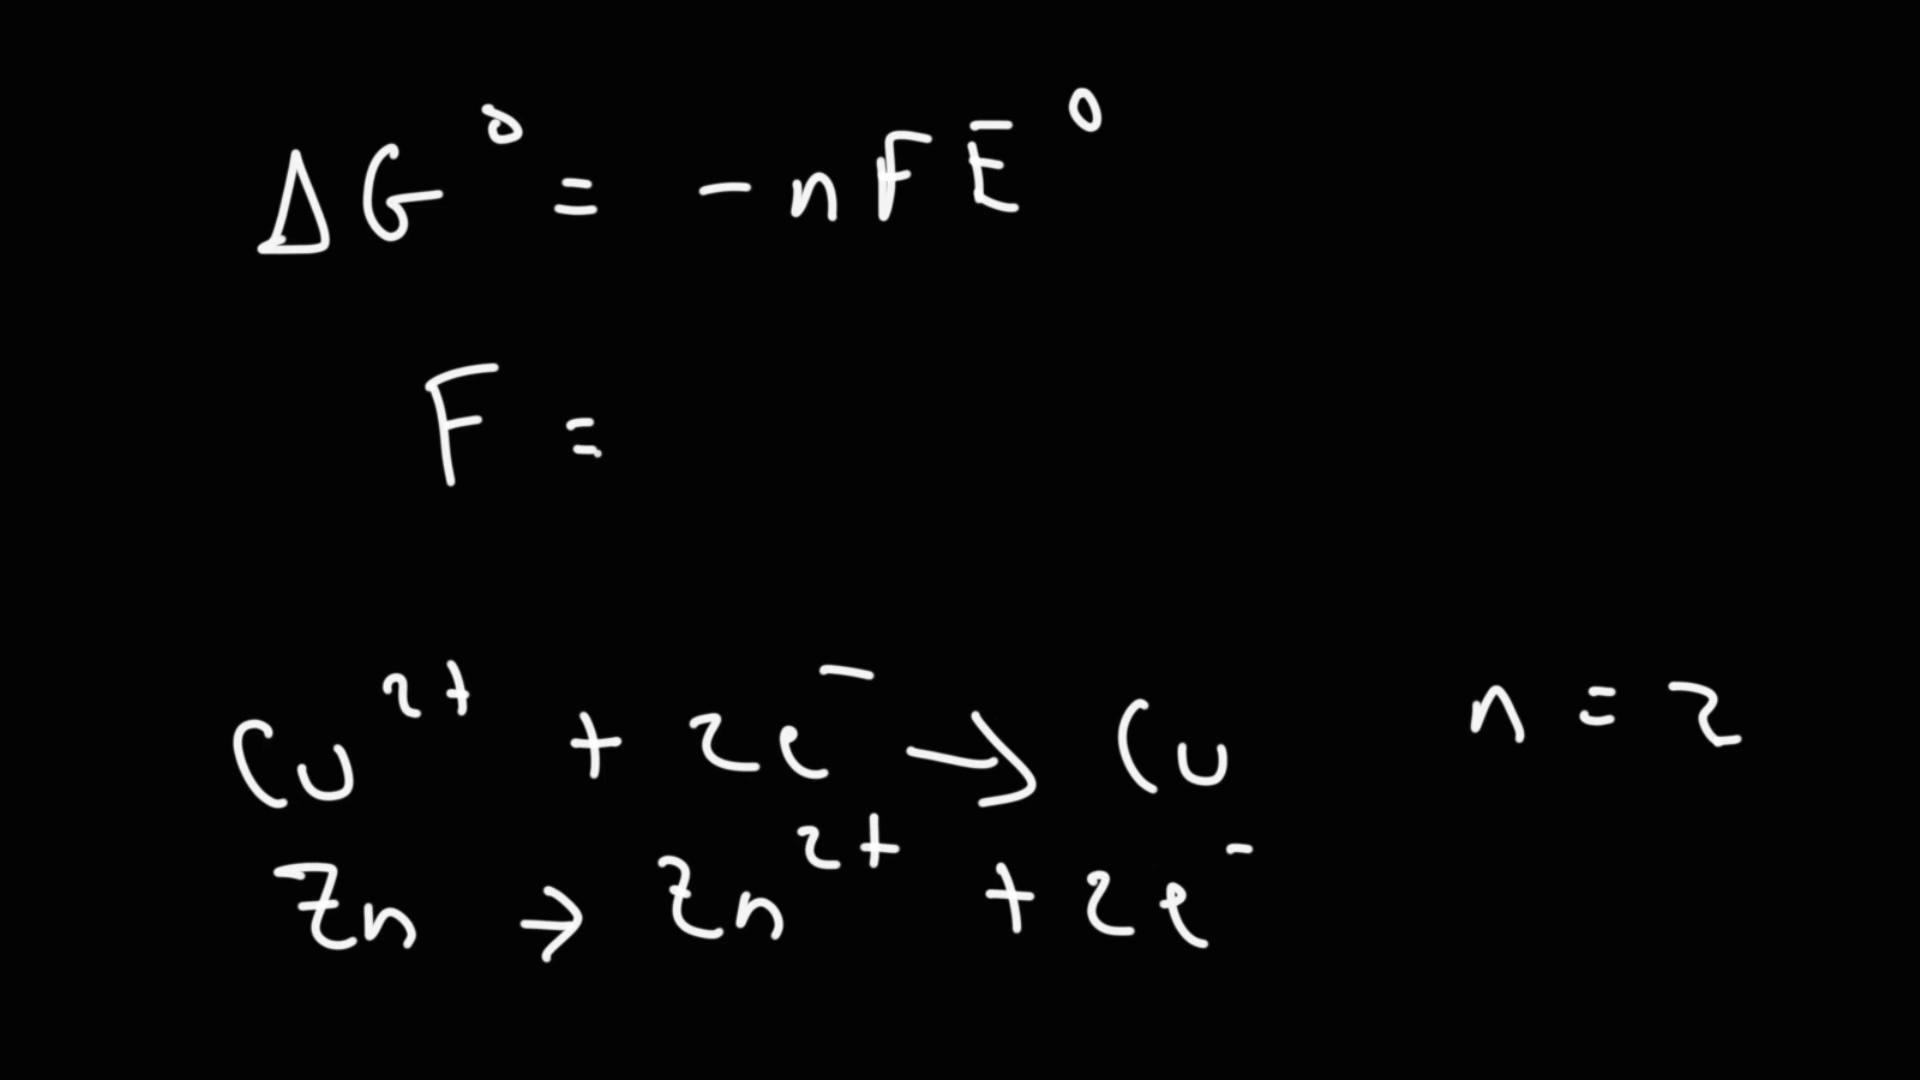 ΔG° = -nFE°
F =
Cu²⁺ + 2e⁻ → Cu n = 2
Zn → Zn²⁺ + 2e⁻